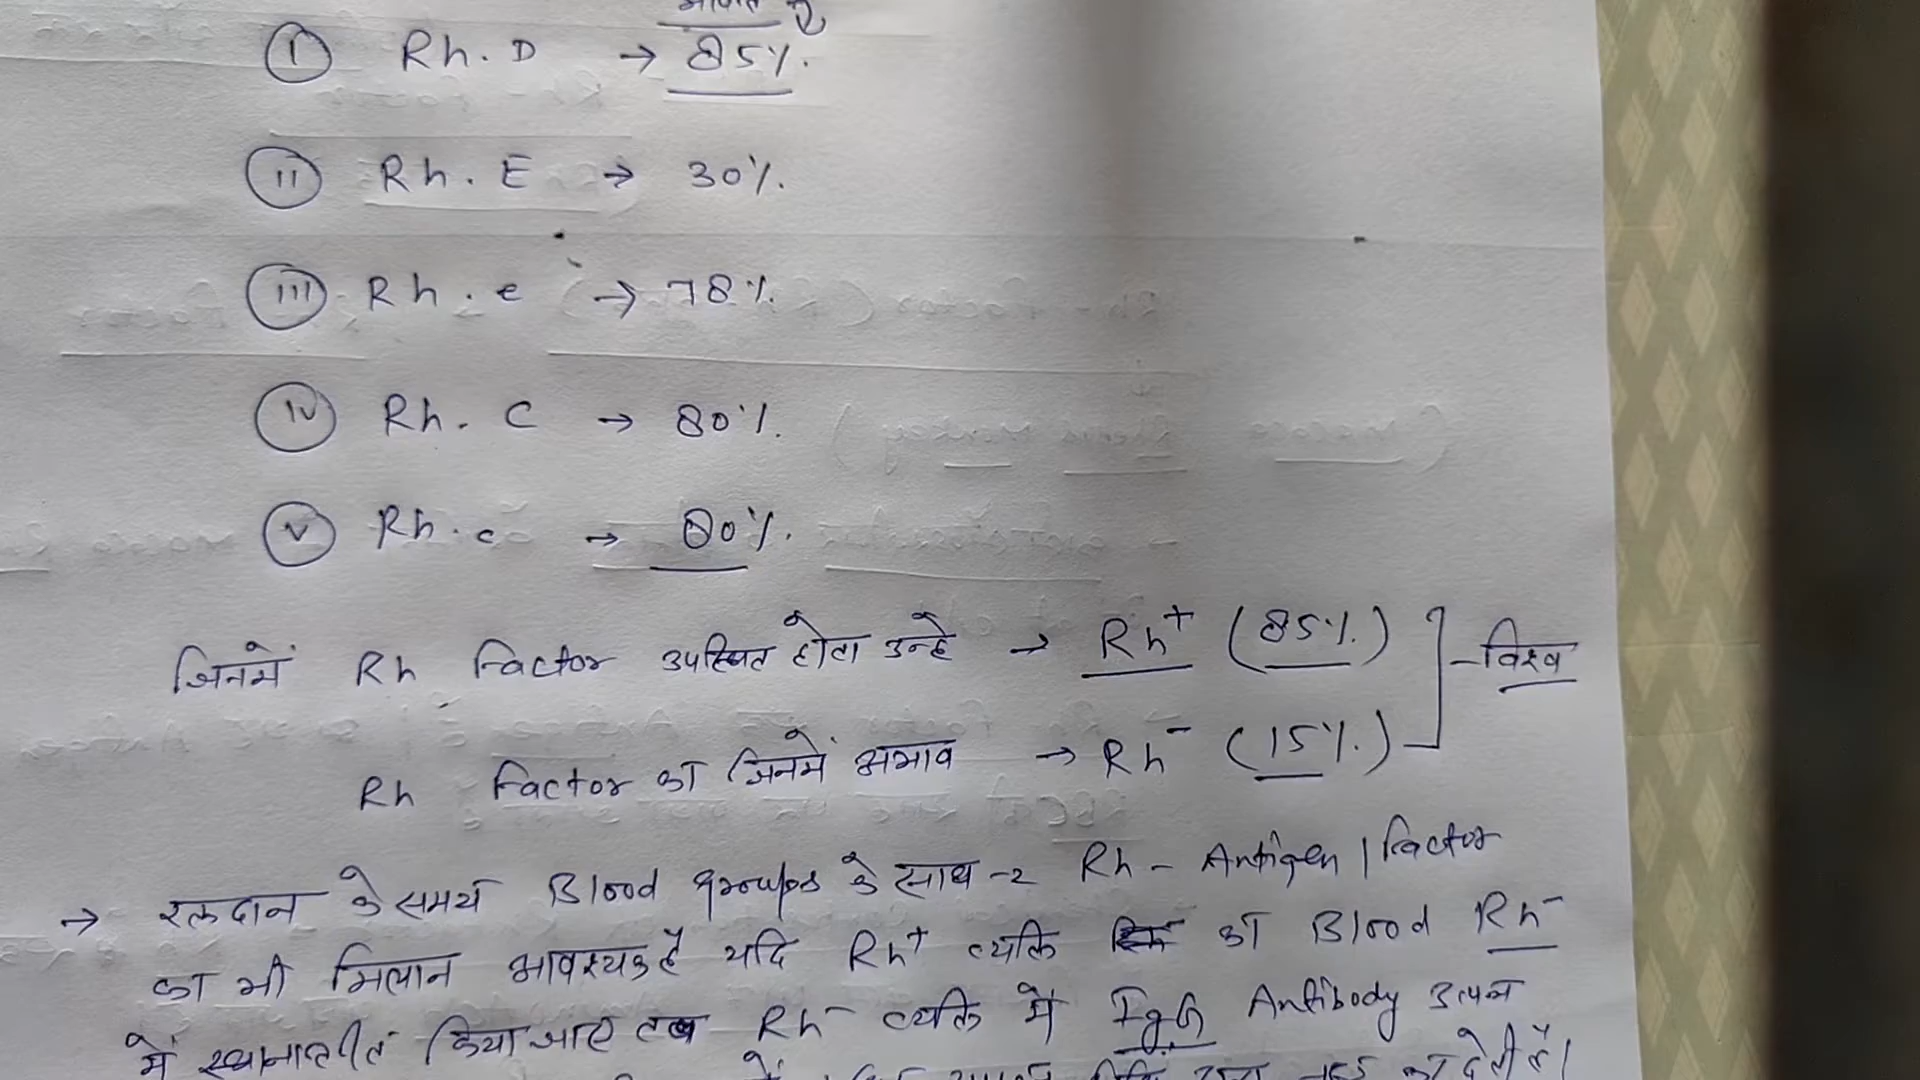 (i) Rh. D → 85%.
(ii) Rh. E → 30%.
(iii) Rh. e → 78%.
(iv) Rh. C → 80%.
(v) Rh. c → 80%.
जिनमें Rh Factor उपस्थित होता उन्हे → Rh+ (85%.) ] - विश्व
Rh Factor का जिनमें अभाव → Rh- (15%.)
→ रक्तदान के समय Blood groups के साथ-2 Rh - Antigen / Factor
का भी मिलान आवश्यक है यदि Rh+ व्यक्ति का Blood Rh-
में स्थानान्तरीत किया जाए तब Rh- व्यक्ति में IgG Antibody उत्पन्न